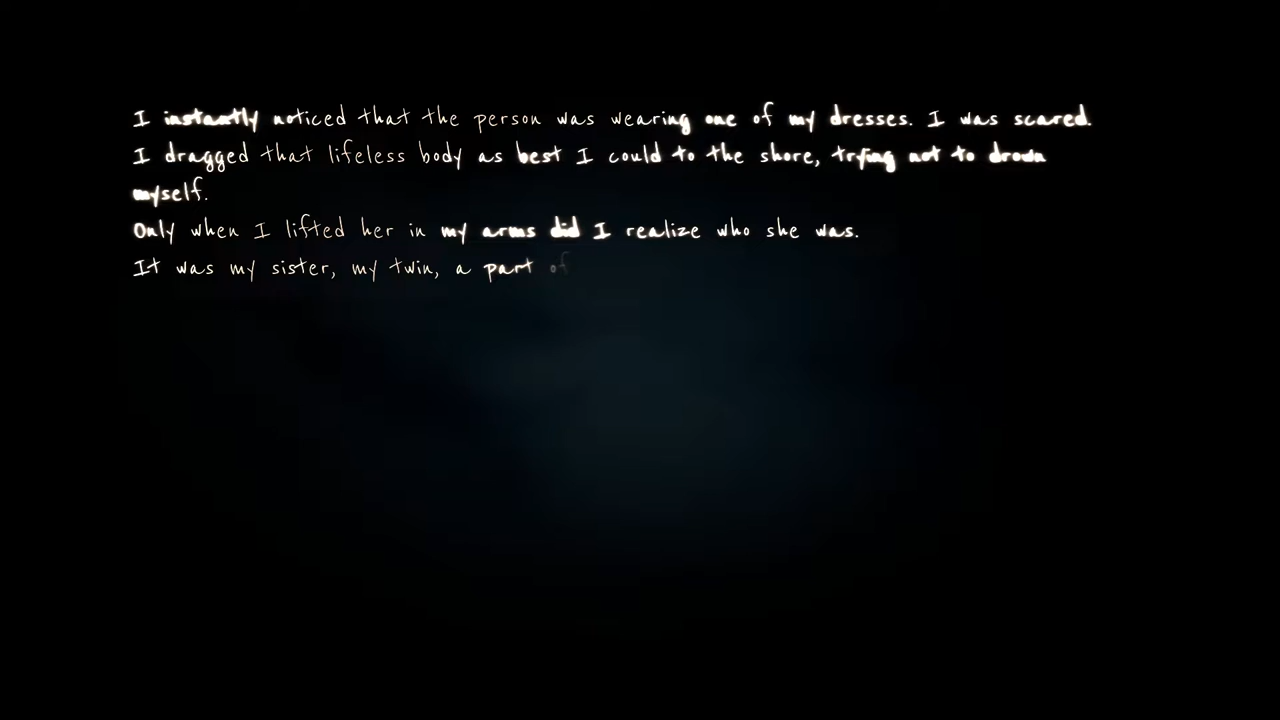 I instantly noticed that the person was wearing one of my dresses. I was scared.
I dragged that lifeless body as best I could to the shore, trying not to drown
myself.
Only when I lifted her in my arms did I realize who she was.
It was my sister, my twin, a part of